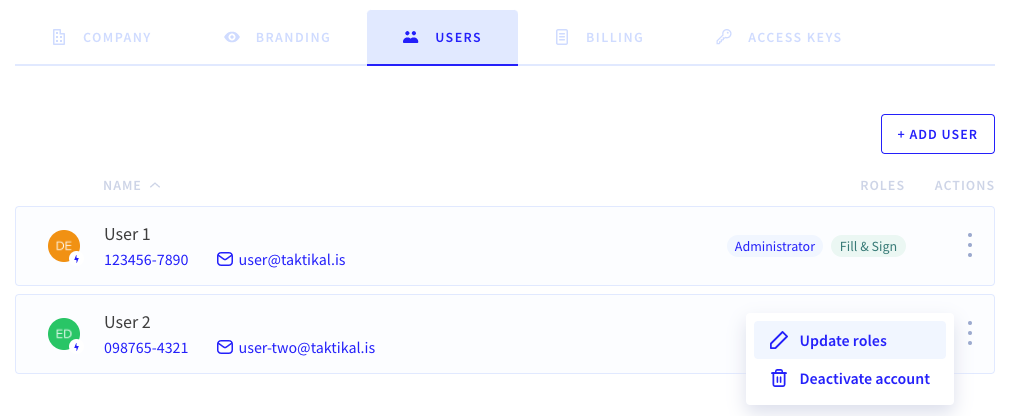 COMPANY BRANDING USERS BILLING ACCESS KEYS
+ ADD USER
NAME ROLES ACTIONS
DE
User 1
123456-7890 user@taktikal.is
Administrator Fill & Sign
ED
User 2
098765-4321 user-two@taktikal.is
Update roles
Deactivate account